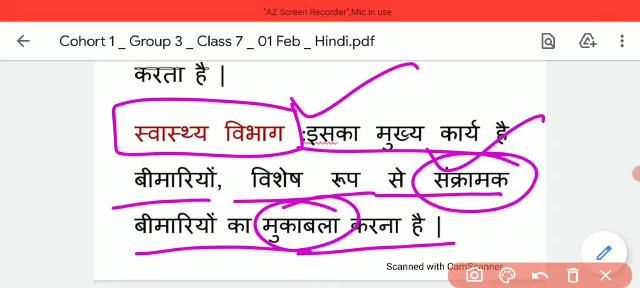 "AZ Screen Recorder",Mic in use
Cohort 1 _ Group 3 _ Class 7 _ 01 Feb _ Hindi.pdf
करता है |
स्वास्थ्य विभाग :इसका मुख्य कार्य है
बीमारियों, विशेष रूप से संक्रामक
बीमारियों का मुकाबला करना है |
Scanned with CamScanner